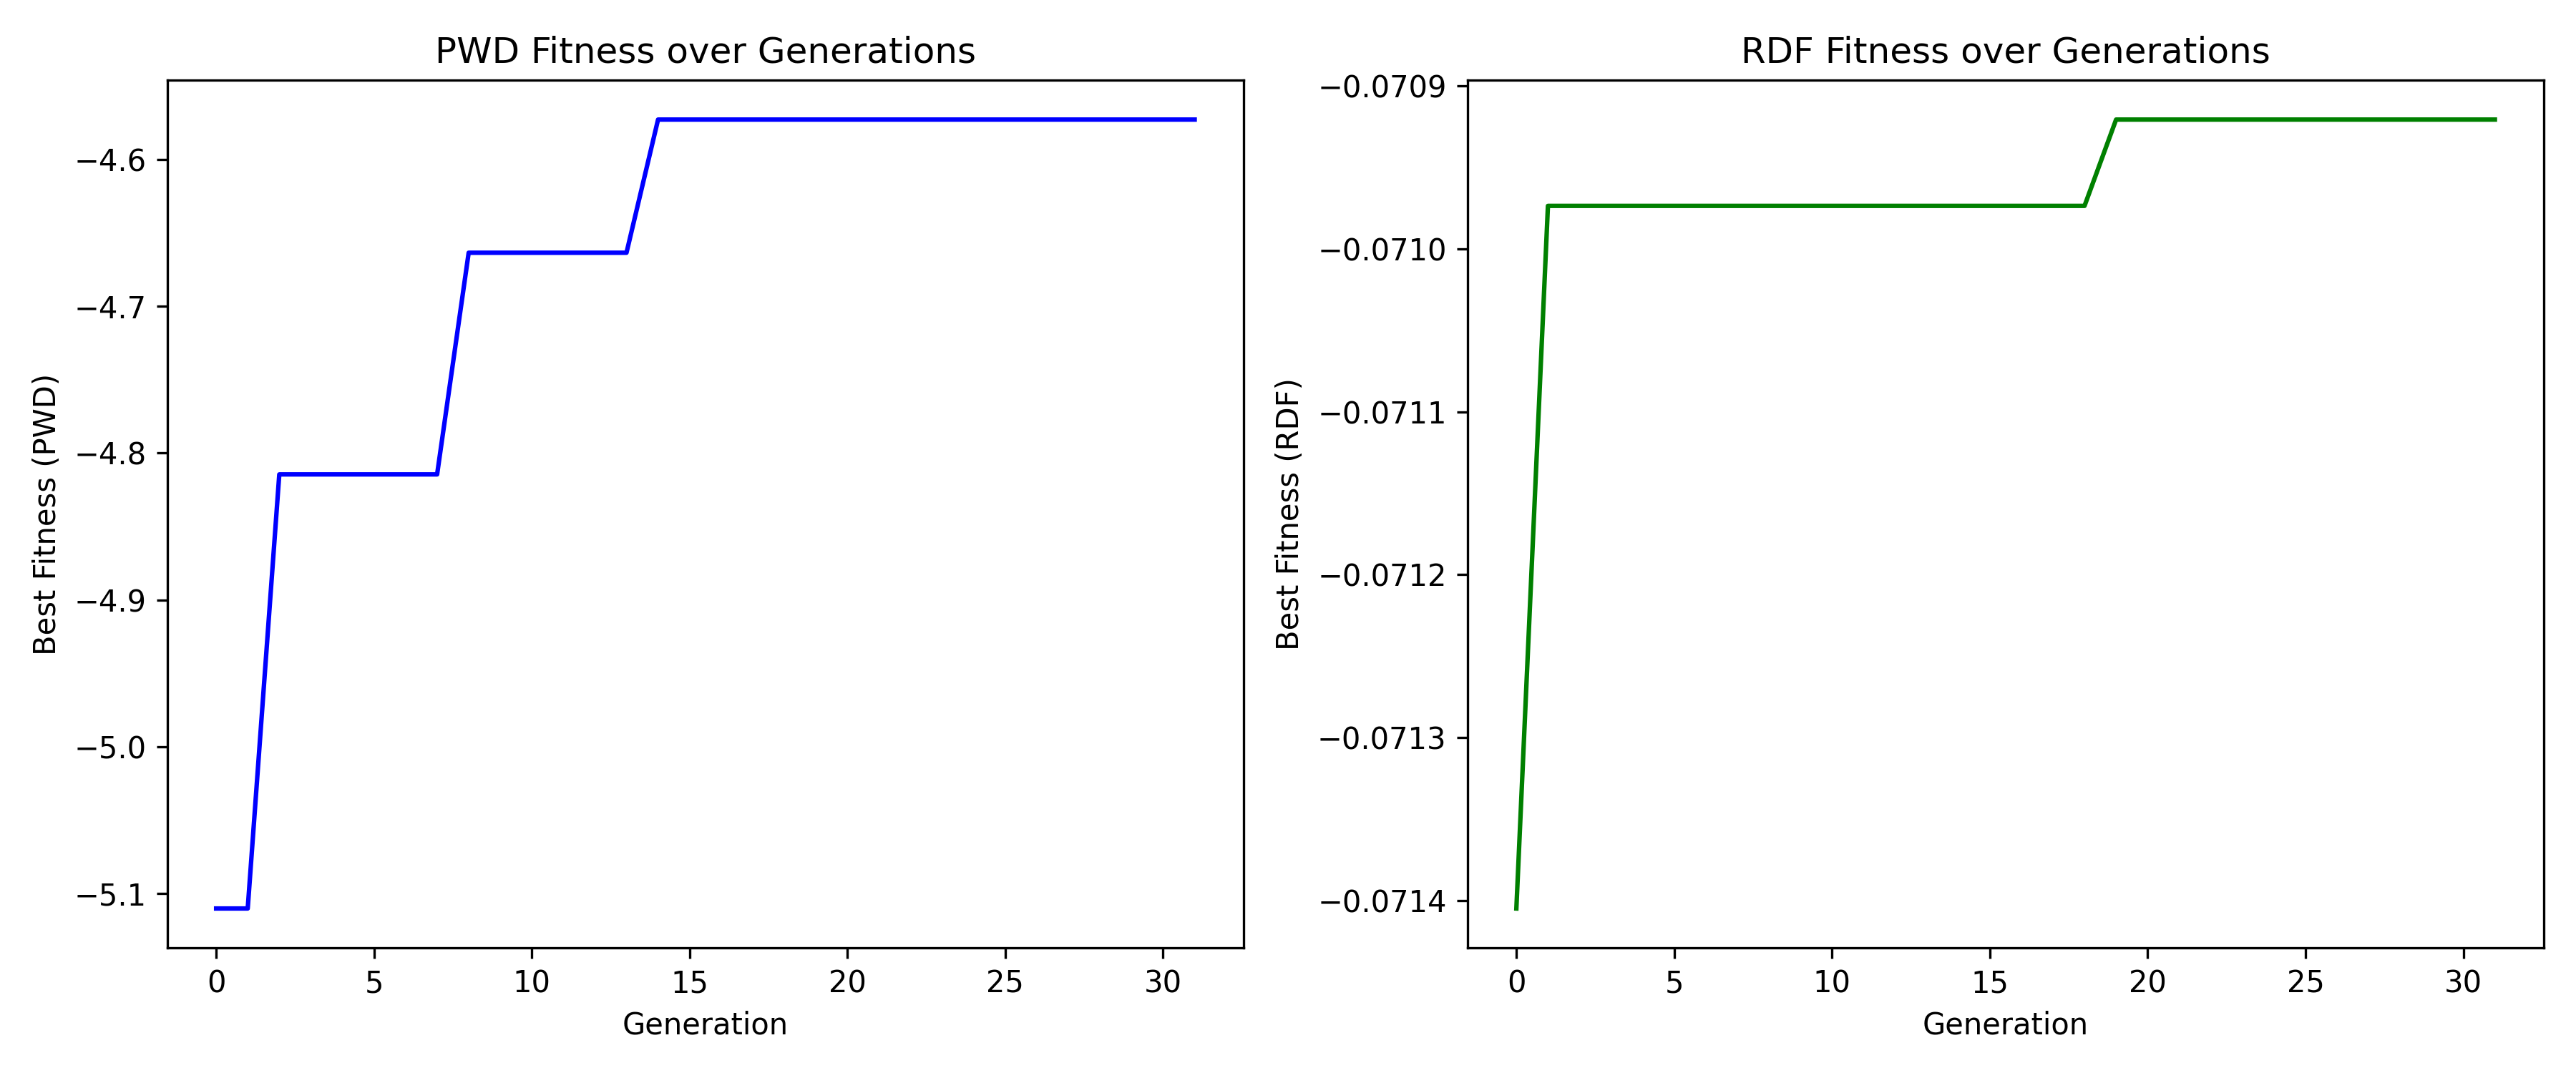 PWD Fitness over Generations
Best Fitness (PWD)
−4.6
−4.7
−4.8
−4.9
−5.0
−5.1
0 5 10 15 20 25 30
Generation
RDF Fitness over Generations
Best Fitness (RDF)
−0.0709
−0.0710
−0.0711
−0.0712
−0.0713
−0.0714
0 5 10 15 20 25 30
Generation